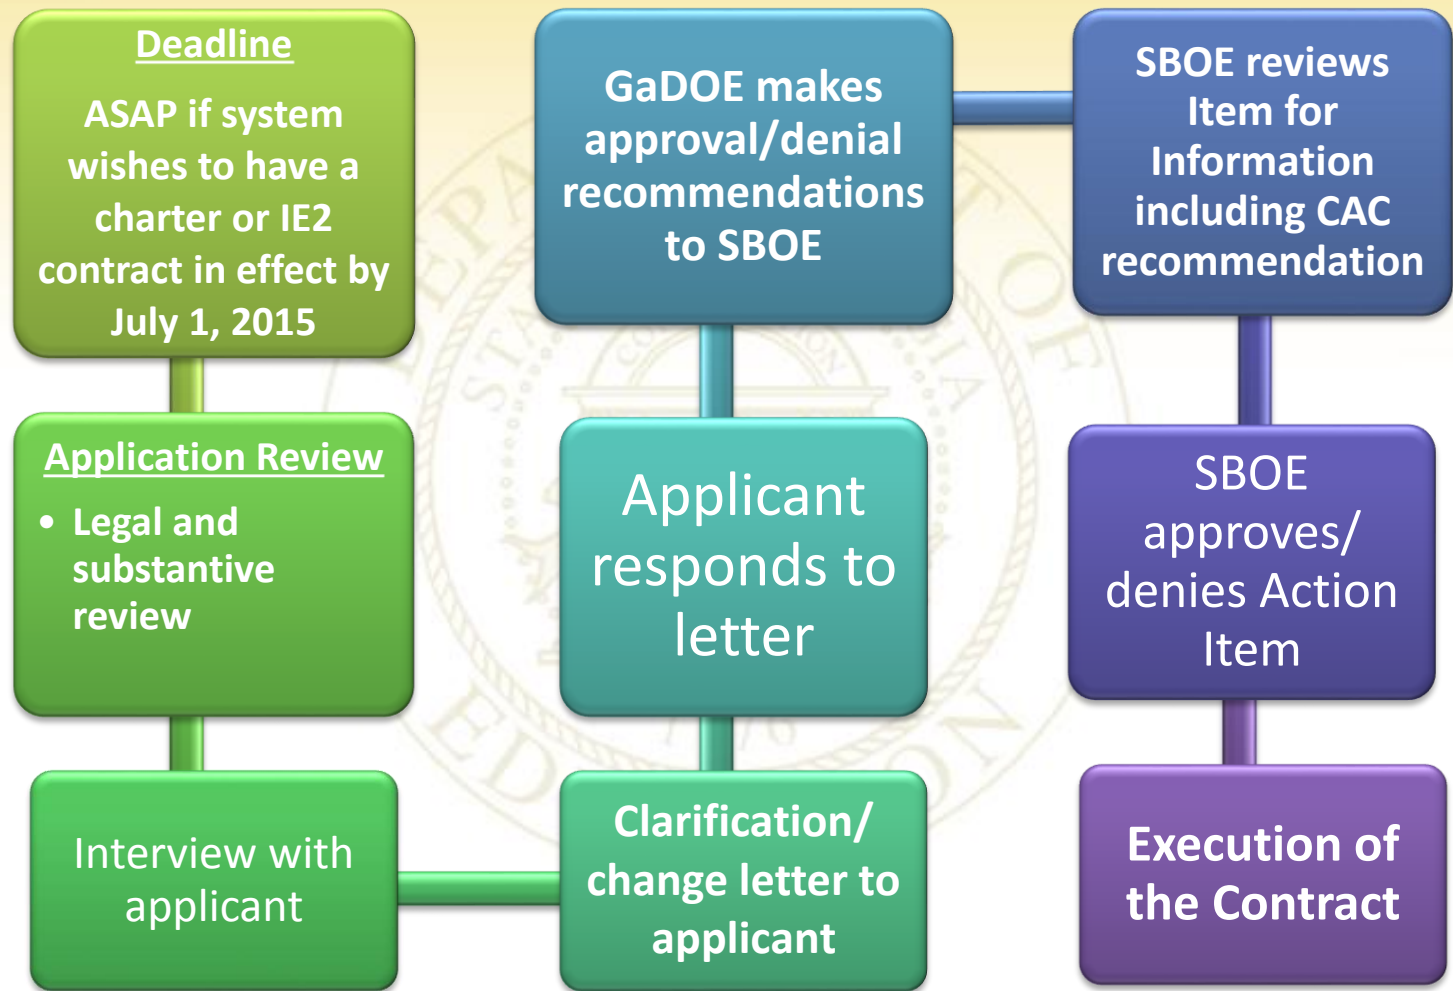 Deadline
ASAP if system
wishes to have a
charter or IE2
contract in effect by
July 1, 2015
Application Review
• Legal and
substantive
review
Interview with
applicant
Clarification/
change letter to
applicant
Applicant
responds to
letter
GaDOE makes
approval/denial
recommendations
to SBOE
SBOE reviews
Item for
Information
including CAC
recommendation
SBOE
approves/
denies Action
Item
Execution of
the Contract